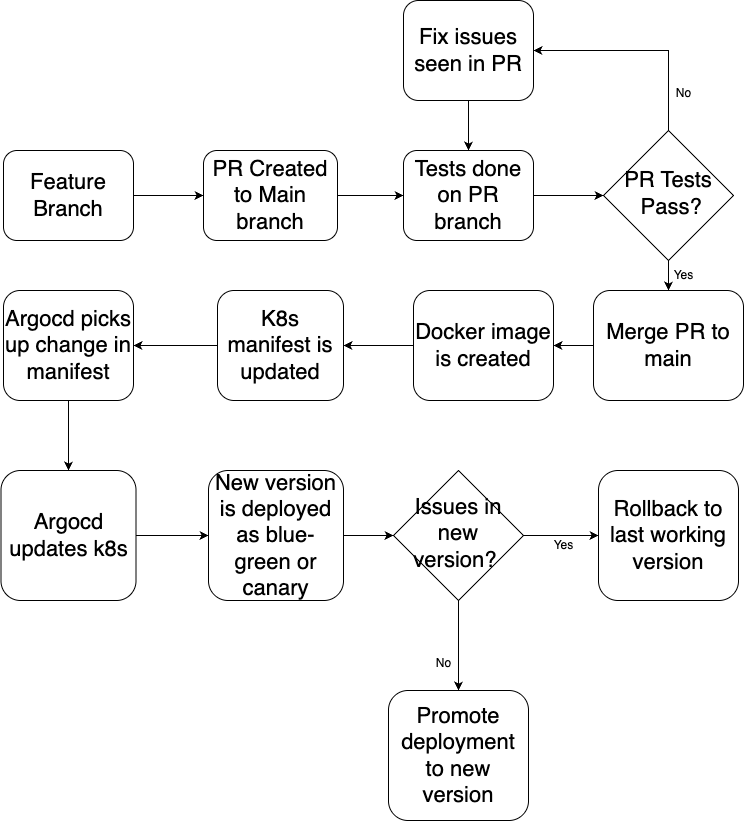 Fix issues
seen in PR
No
Feature
Branch
PR Created
to Main
branch
Tests done
on PR
branch
PR Tests
Pass?
Yes
Argocd picks
up change in
manifest
K8s
manifest is
updated
Docker image
is created
Merge PR to
main
Argocd
updates k8s
New version
is deployed
as blue-
green or
canary
Issues in
new
version?
Yes
Rollback to
last working
version
No
Promote
deployment
to new
version